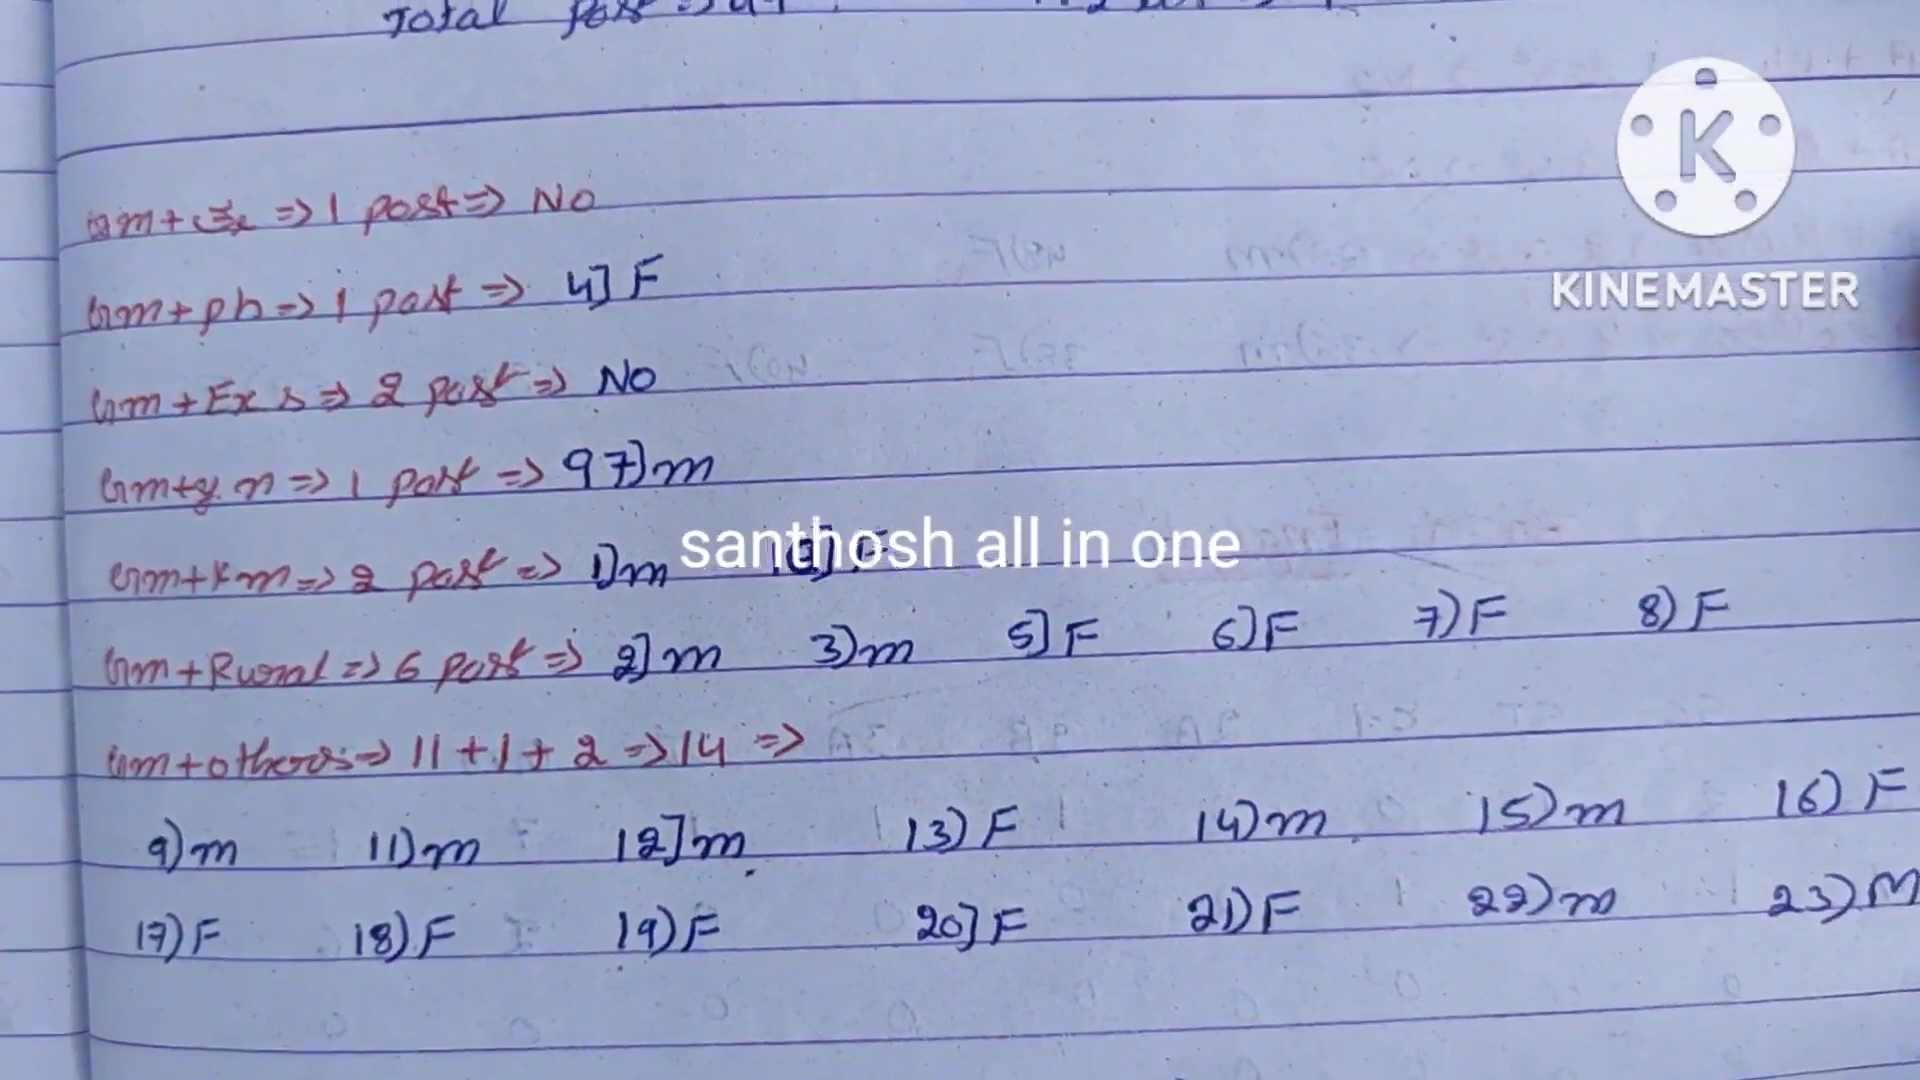 Total post =>
Gm + => 1 post => NO
Gm + ph => 1 post => 4] F
Gm + Ex s => 2 post => NO
Gm + y. n => 1 post => 97) m
Gm + Km => 2 post => 1) m 10] F
Gm + Rural => 6 post => 2] m 3) m 5] F 6] F 7) F 8) F
Gm + others => 11 + 1 + 2 => 14 =>
9) m 11) m 12] m 13) F 14) m 15) m 16) F
17) F 18) F 19) F 20] F 21) F 22) m 23) M
K
KINEMASTER
santhosh all in one